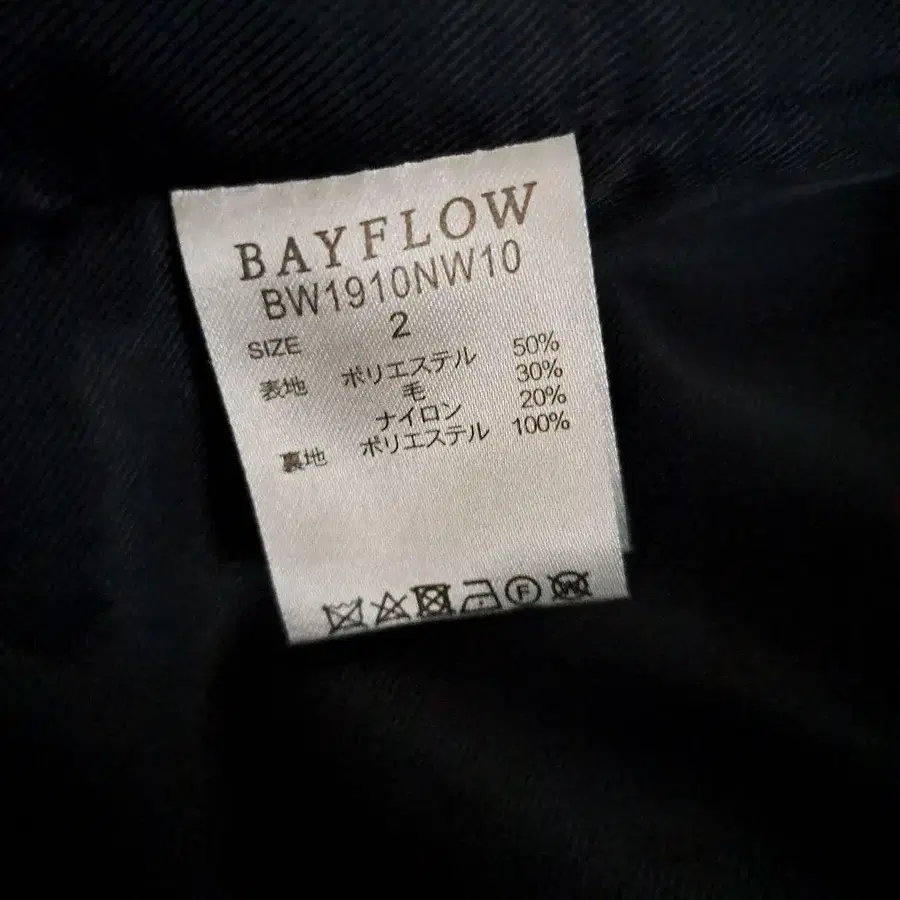 BAYFLOW
BW1910NW10
SIZE 2
表地 ポリエステル 50%
毛 30%
ナイロン 20%
裏地 ポリエステル 100%
F
W